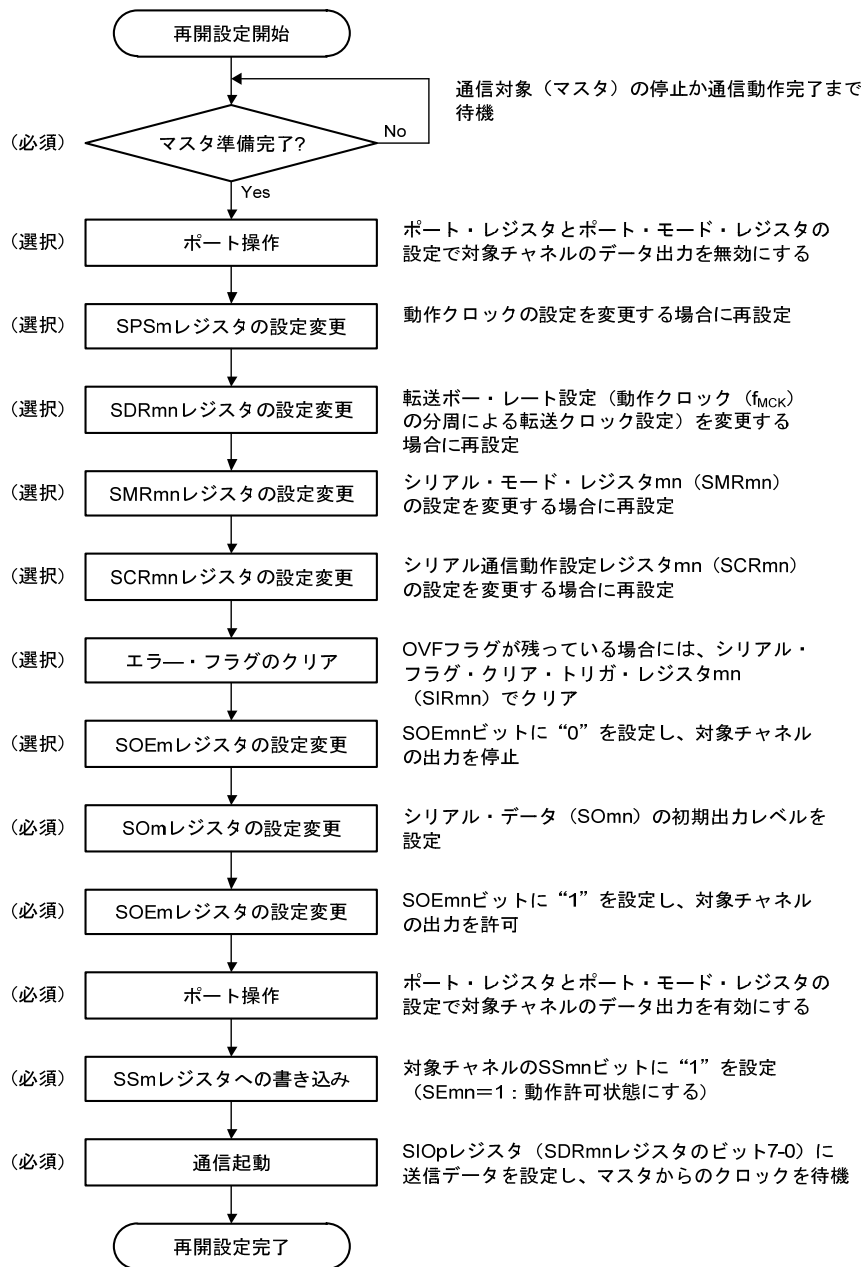 再開設定開始
通信対象（マスタ）の停止か通信動作完了まで
待機
（必須）
マスタ準備完了?
No
Yes
（選択）
ポート操作
ポート・レジスタとポート・モード・レジスタの
設定で対象チャネルのデータ出力を無効にする
（選択）
SPSmレジスタの設定変更
動作クロックの設定を変更する場合に再設定
（選択）
SDRmnレジスタの設定変更
転送ボー・レート設定（動作クロック（fMCK）
の分周による転送クロック設定）を変更する
場合に再設定
（選択）
SMRmnレジスタの設定変更
シリアル・モード・レジスタmn（SMRmn）
の設定を変更する場合に再設定
（選択）
SCRmnレジスタの設定変更
シリアル通信動作設定レジスタmn（SCRmn）
の設定を変更する場合に再設定
（選択）
エラ―・フラグのクリア
OVFフラグが残っている場合には、シリアル・
フラグ・クリア・トリガ・レジスタmn
（SIRmn）でクリア
（選択）
SOEmレジスタの設定変更
SOEmnビットに“0”を設定し、対象チャネル
の出力を停止
（必須）
SOmレジスタの設定変更
シリアル・データ（SOmn）の初期出力レベルを
設定
（必須）
SOEmレジスタの設定変更
SOEmnビットに“1”を設定し、対象チャネル
の出力を許可
（必須）
ポート操作
ポート・レジスタとポート・モード・レジスタの
設定で対象チャネルのデータ出力を有効にする
（必須）
SSmレジスタへの書き込み
対象チャネルのSSmnビットに“1”を設定
（SEmn＝1：動作許可状態にする）
（必須）
通信起動
SIOpレジスタ（SDRmnレジスタのビット7-0）に
送信データを設定し、マスタからのクロックを待機
再開設定完了